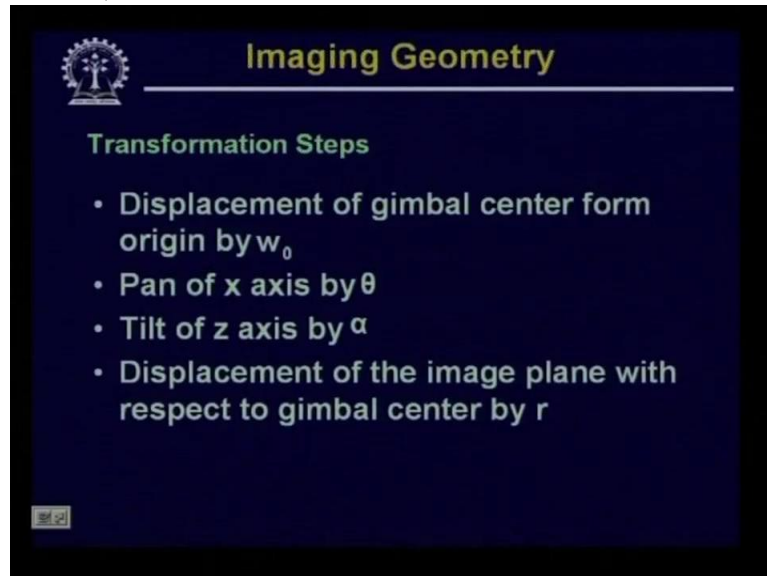 Imaging Geometry
Transformation Steps
• Displacement of gimbal center form
origin by w₀
• Pan of x axis by θ
• Tilt of z axis by α
• Displacement of the image plane with
respect to gimbal center by r